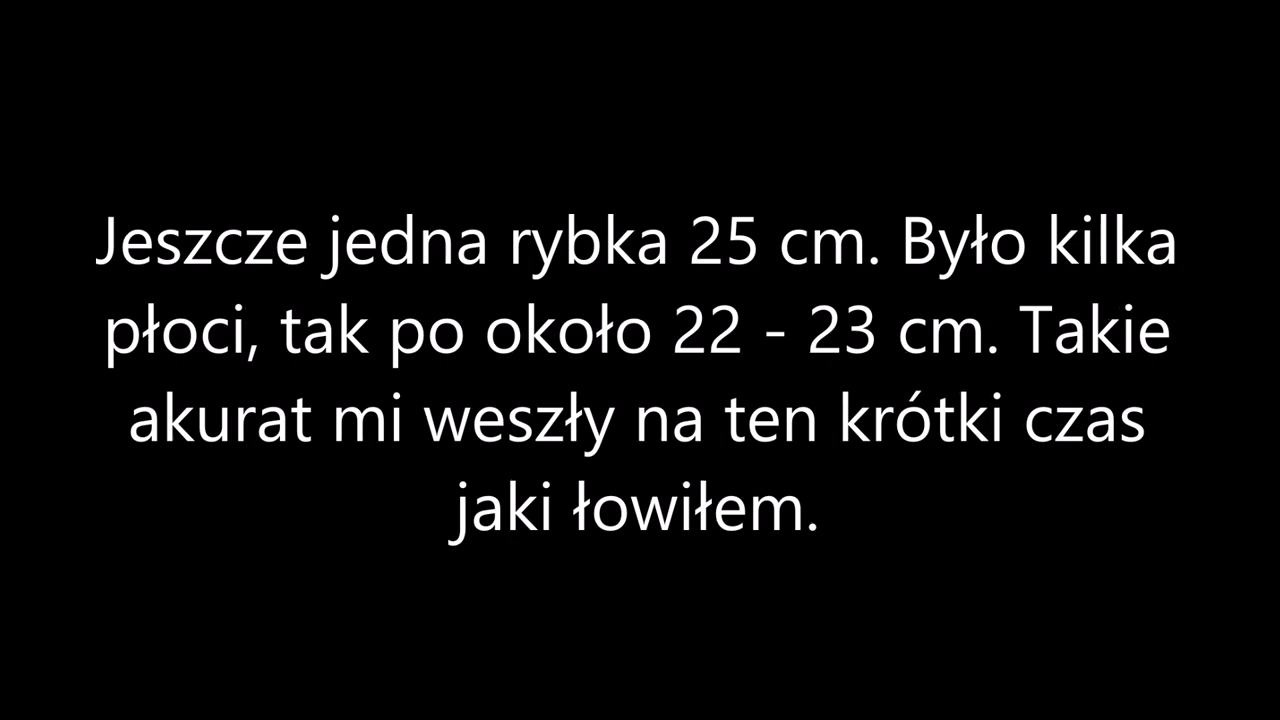 Jeszcze jedna rybka 25 cm. Było kilka
płoci, tak po około 22 - 23 cm. Takie
akurat mi weszły na ten krótki czas
jaki łowiłem.